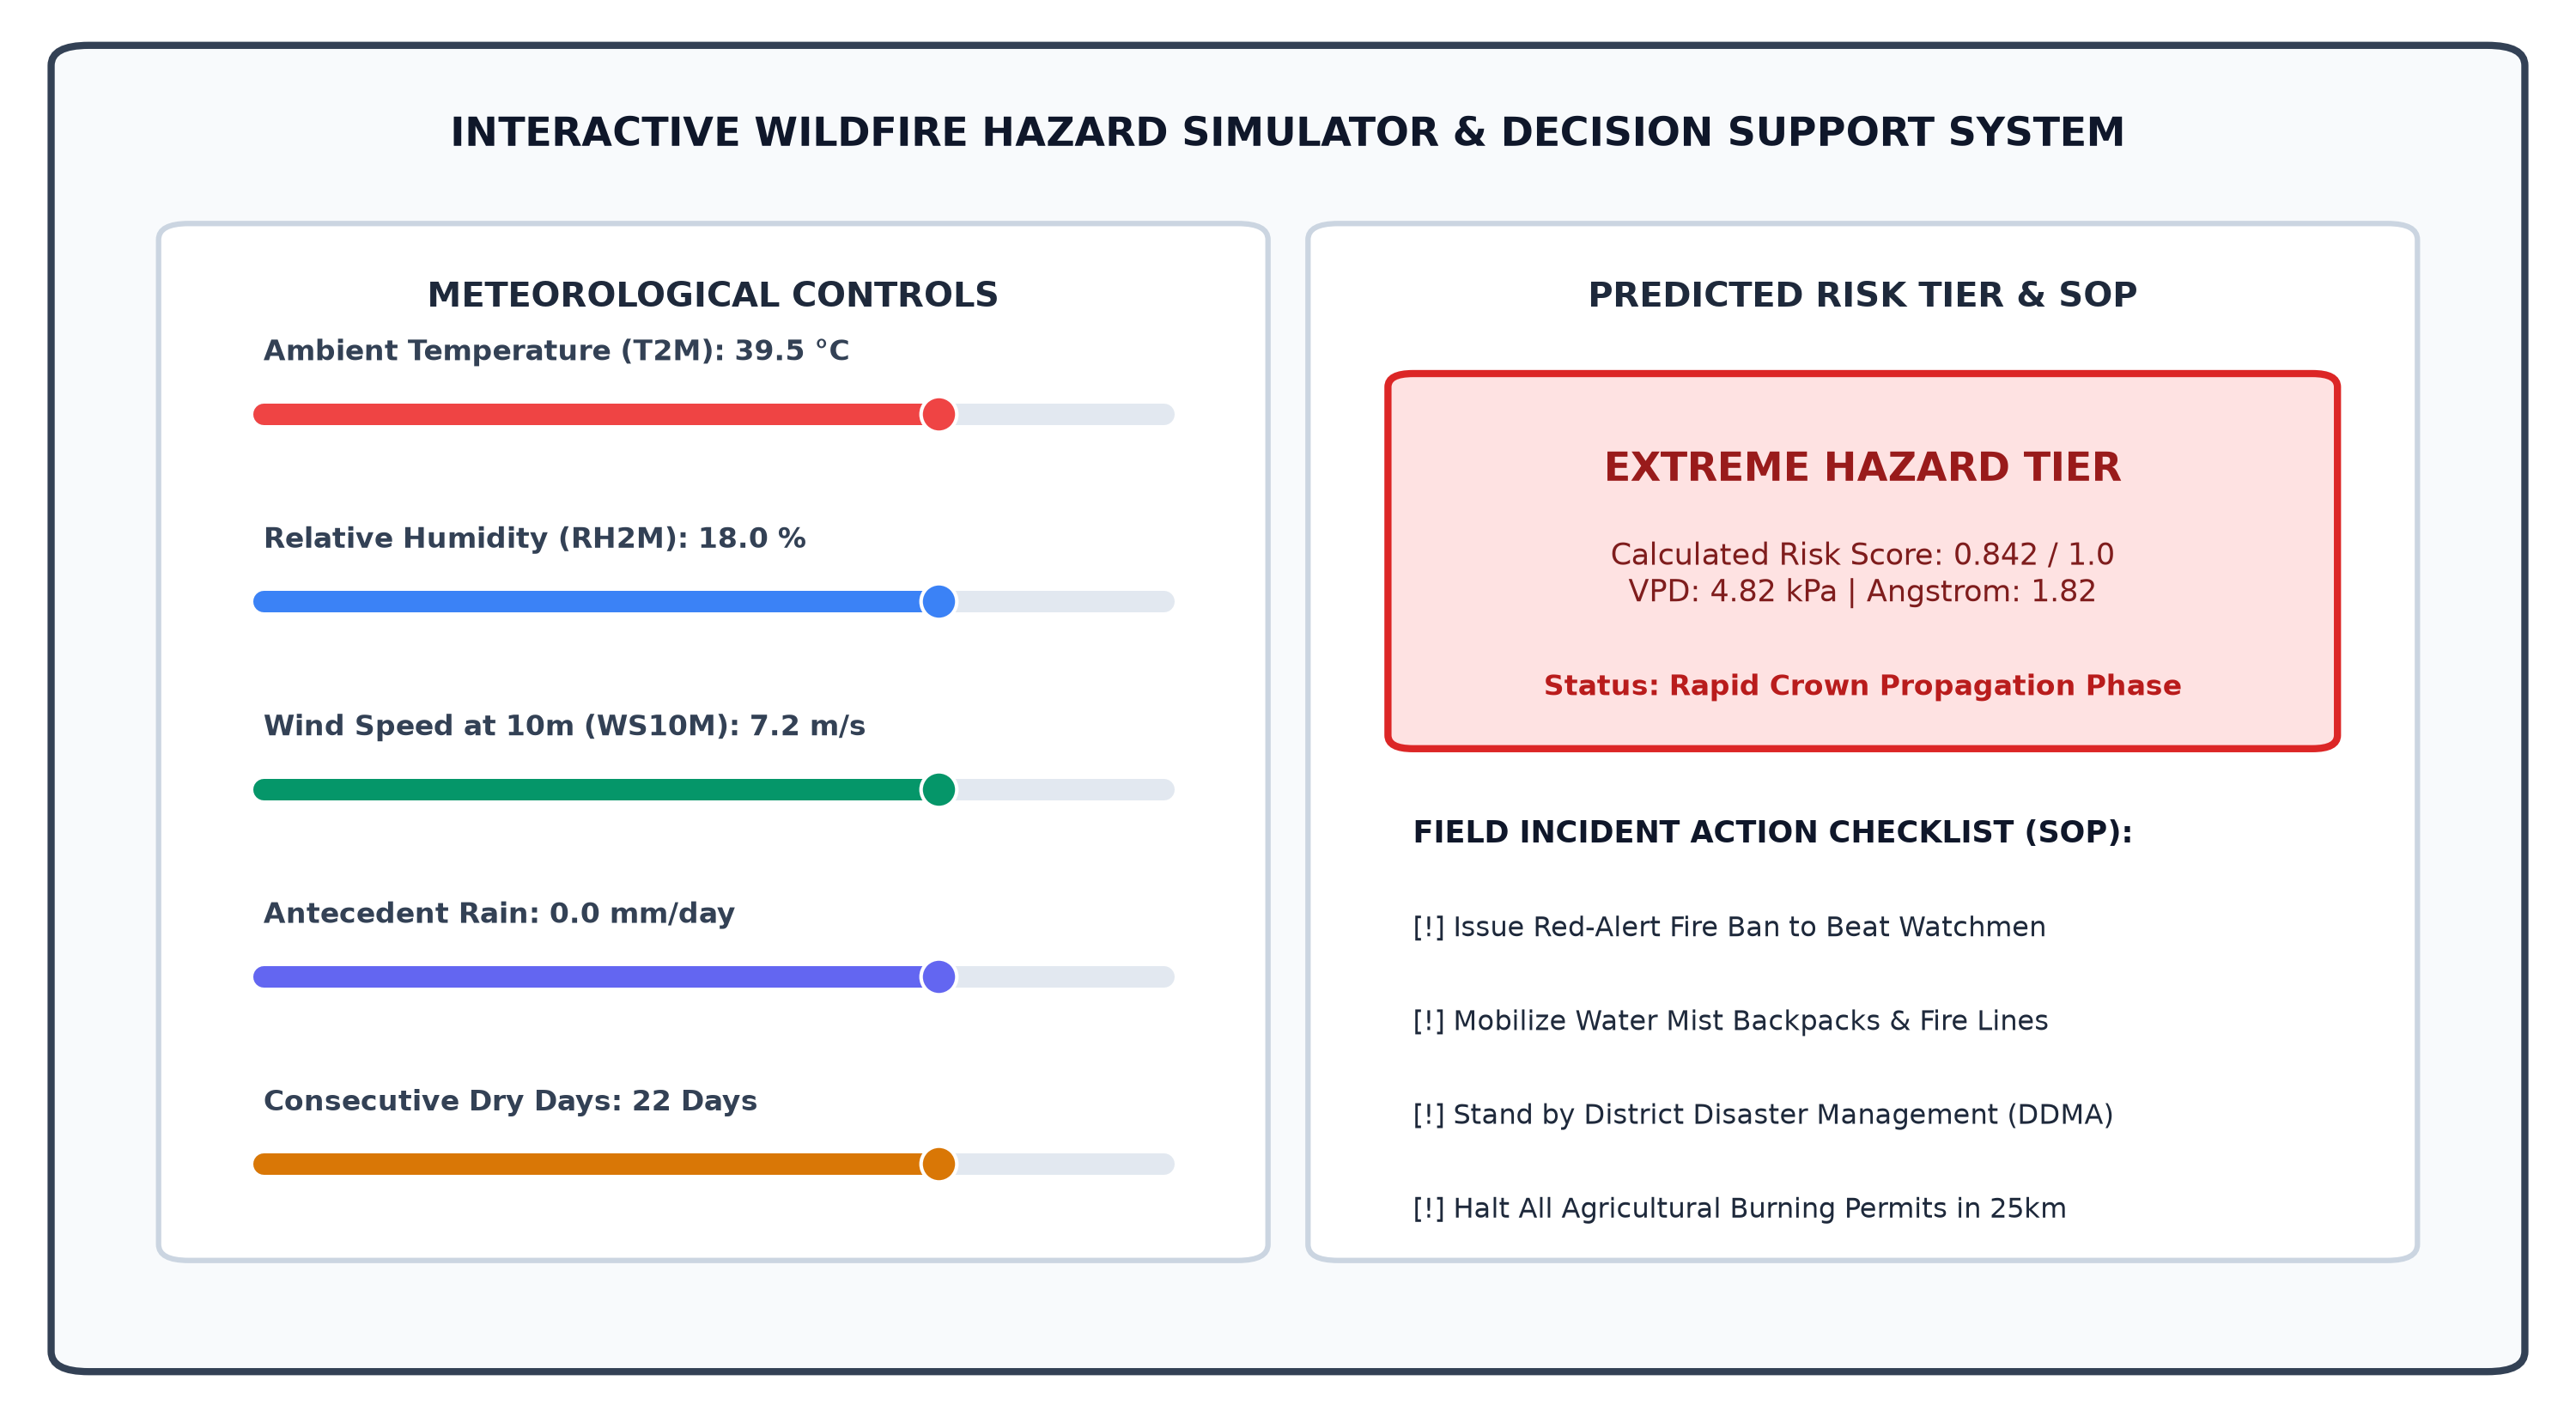 INTERACTIVE WILDFIRE HAZARD SIMULATOR & DECISION SUPPORT SYSTEM
METEOROLOGICAL CONTROLS
Ambient Temperature (T2M): 39.5 °C
Relative Humidity (RH2M): 18.0 %
Wind Speed at 10m (WS10M): 7.2 m/s
Antecedent Rain: 0.0 mm/day
Consecutive Dry Days: 22 Days
PREDICTED RISK TIER & SOP
EXTREME HAZARD TIER
Calculated Risk Score: 0.842 / 1.0
VPD: 4.82 kPa | Angstrom: 1.82
Status: Rapid Crown Propagation Phase
FIELD INCIDENT ACTION CHECKLIST (SOP):
[!] Issue Red-Alert Fire Ban to Beat Watchmen
[!] Mobilize Water Mist Backpacks & Fire Lines
[!] Stand by District Disaster Management (DDMA)
[!] Halt All Agricultural Burning Permits in 25km